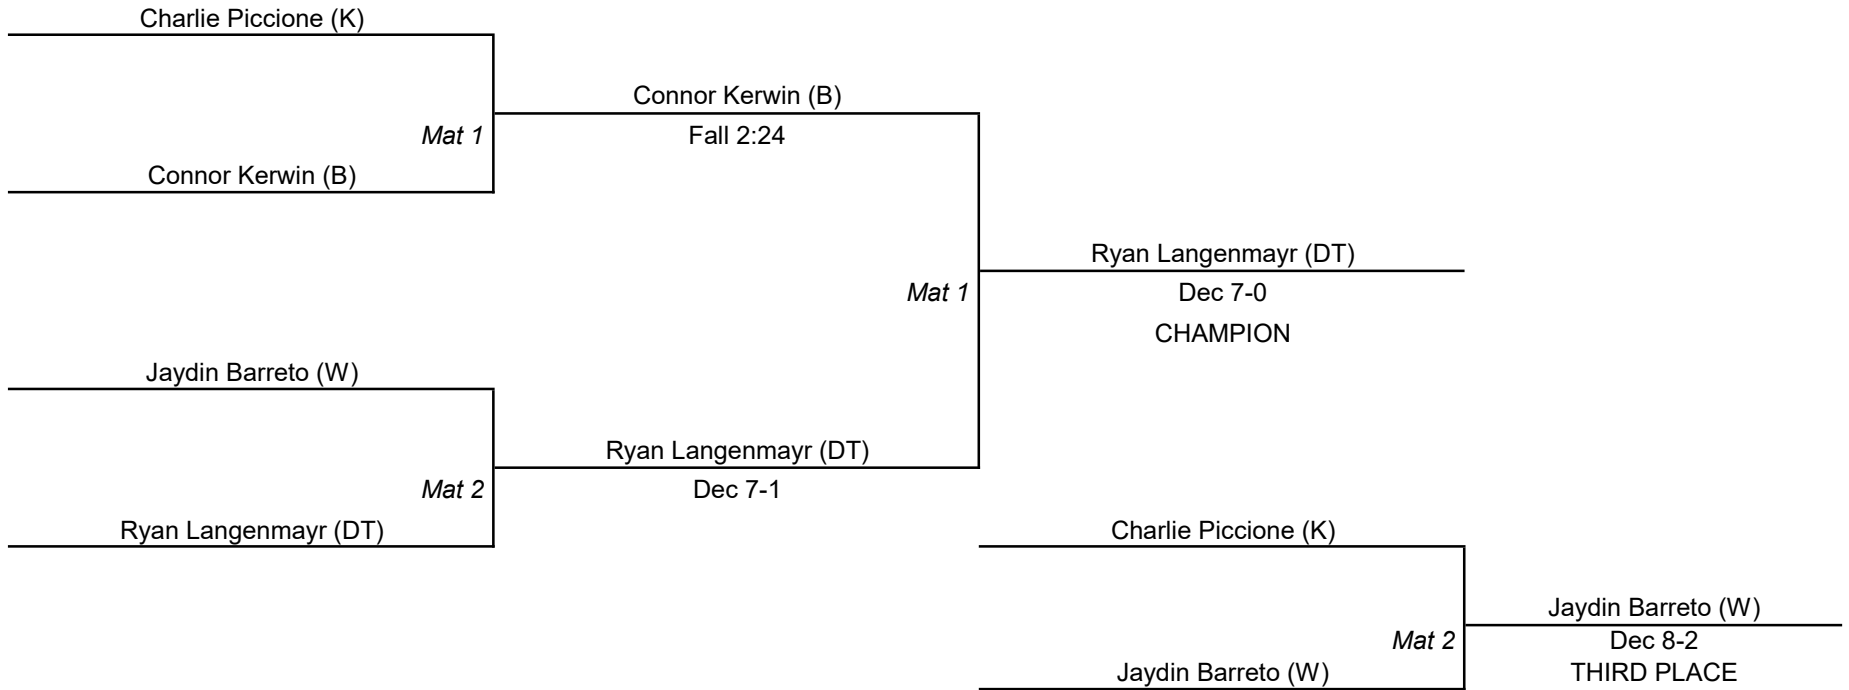 Charlie Piccione (K)
Connor Kerwin (B)
Mat 1
Fall 2:24
Connor Kerwin (B)
Ryan Langenmayr (DT)
Mat 1
Dec 7-0
CHAMPION
Jaydin Barreto (W)
Ryan Langenmayr (DT)
Mat 2
Dec 7-1
Ryan Langenmayr (DT)
Charlie Piccione (K)
Jaydin Barreto (W)
Mat 2
Dec 8-2
Jaydin Barreto (W)
THIRD PLACE